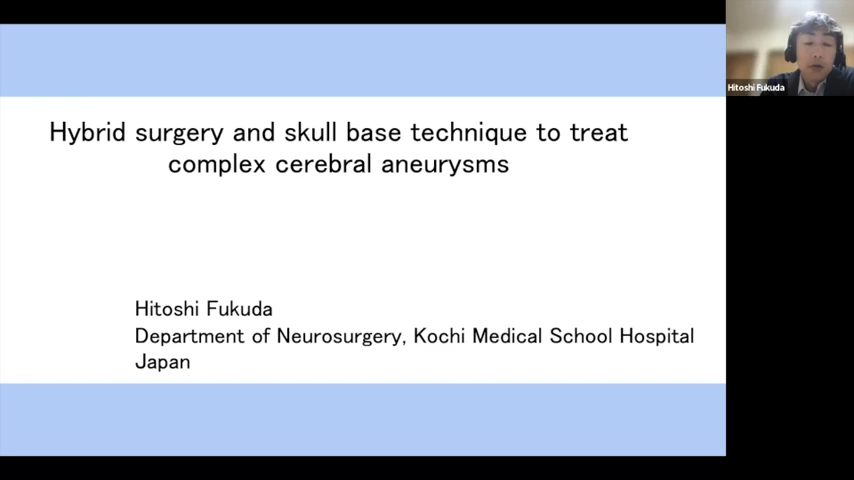 Hybrid surgery and skull base technique to treat
complex cerebral aneurysms
Hitoshi Fukuda
Department of Neurosurgery, Kochi Medical School Hospital
Japan
Hitoshi Fukuda